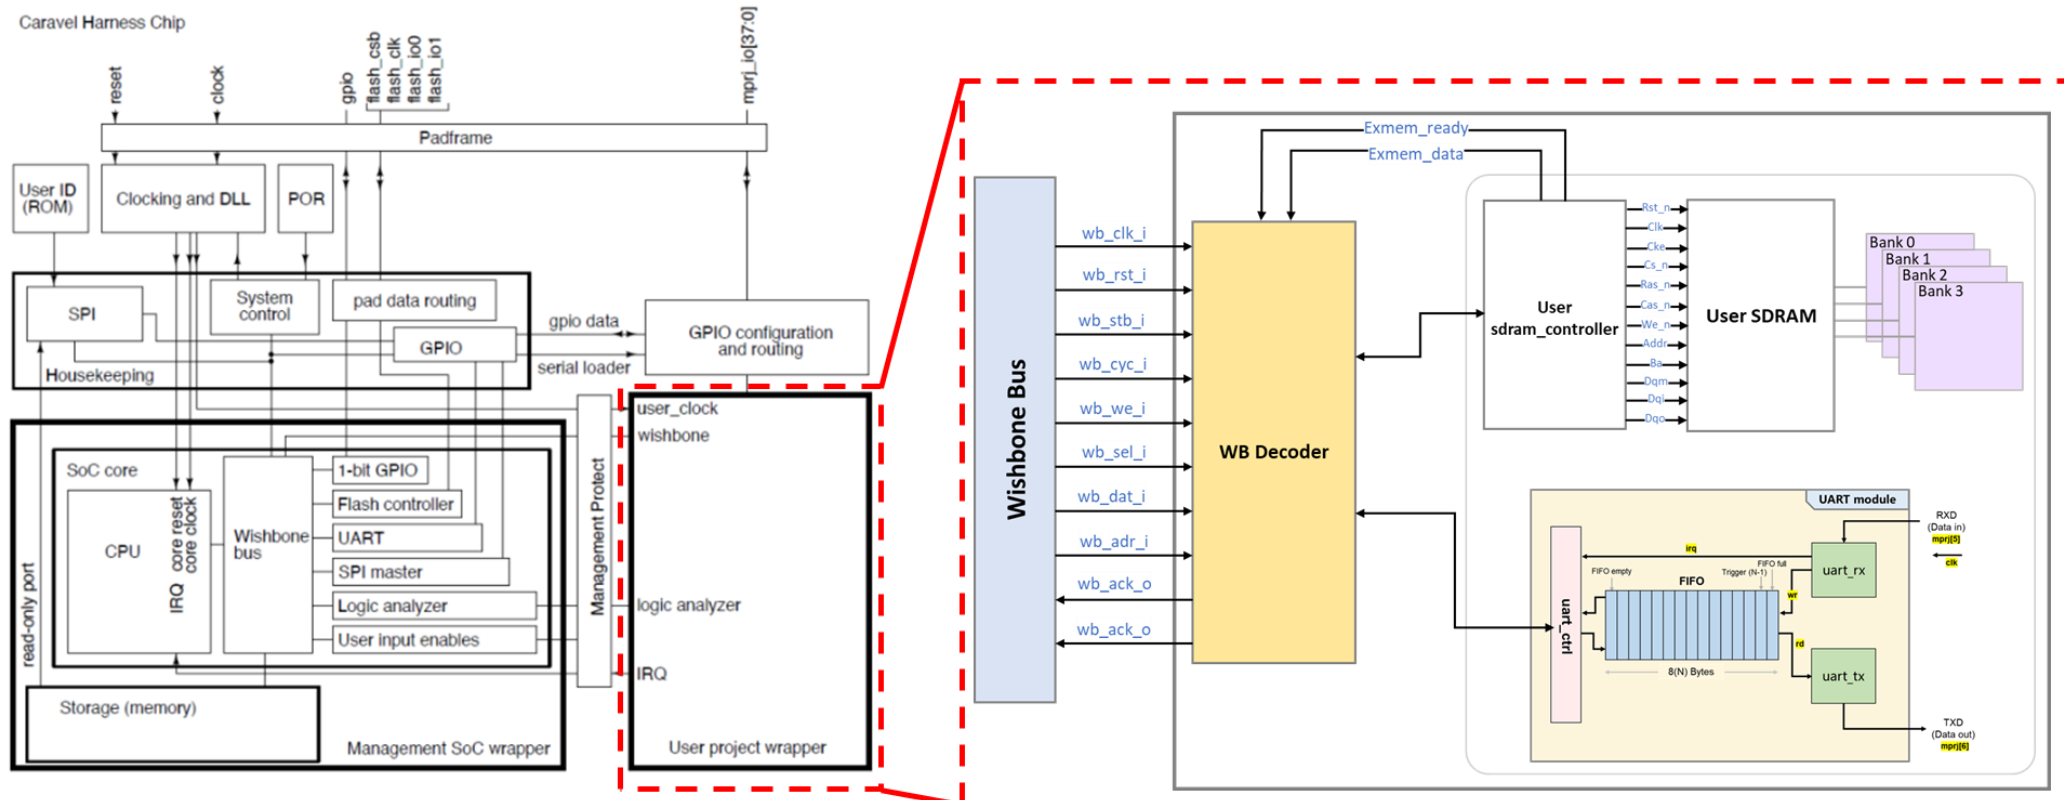 Caravel Harness Chip
reset
clock
gpio
flash_csb
flash_clk
flash_io0
flash_io1
mprj_io[37:0]
Padframe
User ID
(ROM)
Clocking and DLL
POR
SPI
System
control
pad data routing
GPIO
Housekeeping
gpio data
serial loader
GPIO configuration
and routing
user_clock
wishbone
logic analyzer
IRQ
User project wrapper
Management Protect
SoC core
CPU
IRQ
core reset
core clock
Wishbone
bus
1-bit GPIO
Flash controller
UART
SPI master
Logic analyzer
User input enables
read-only port
Storage (memory)
Management SoC wrapper
Wishbone Bus
wb_clk_i
wb_rst_i
wb_stb_i
wb_cyc_i
wb_we_i
wb_sel_i
wb_dat_i
wb_adr_i
wb_ack_o
wb_ack_o
WB Decoder
Exmem_ready
Exmem_data
User
sdram_controller
Rst_n
Clk
Cke
Cs_n
Ras_n
Cas_n
We_n
Addr
Ba
Dqm
Dqi
Dqo
User SDRAM
Bank 0
Bank 1
Bank 2
Bank 3
UART module
uart_ctrl
irq
FIFO empty
FIFO
Trigger (N-1)
FIFO full
wr
rd
8(N) Bytes
uart_rx
uart_tx
RXD
(Data in)
mprj[5]
clk
TXD
(Data out)
mprj[6]